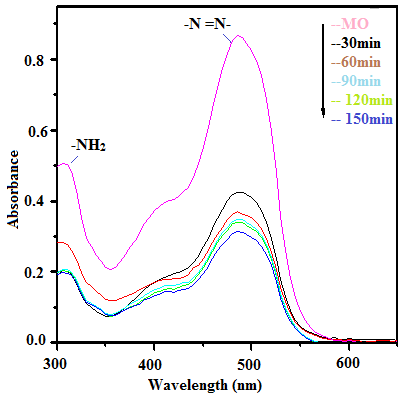 -N =N-
--MO
--30min
--60min
--90min
-- 120min
-- 150min
-NH2
0.8
0.6
0.4
0.2
0.0
Absorbance
300
400
500
600
Wavelength (nm)